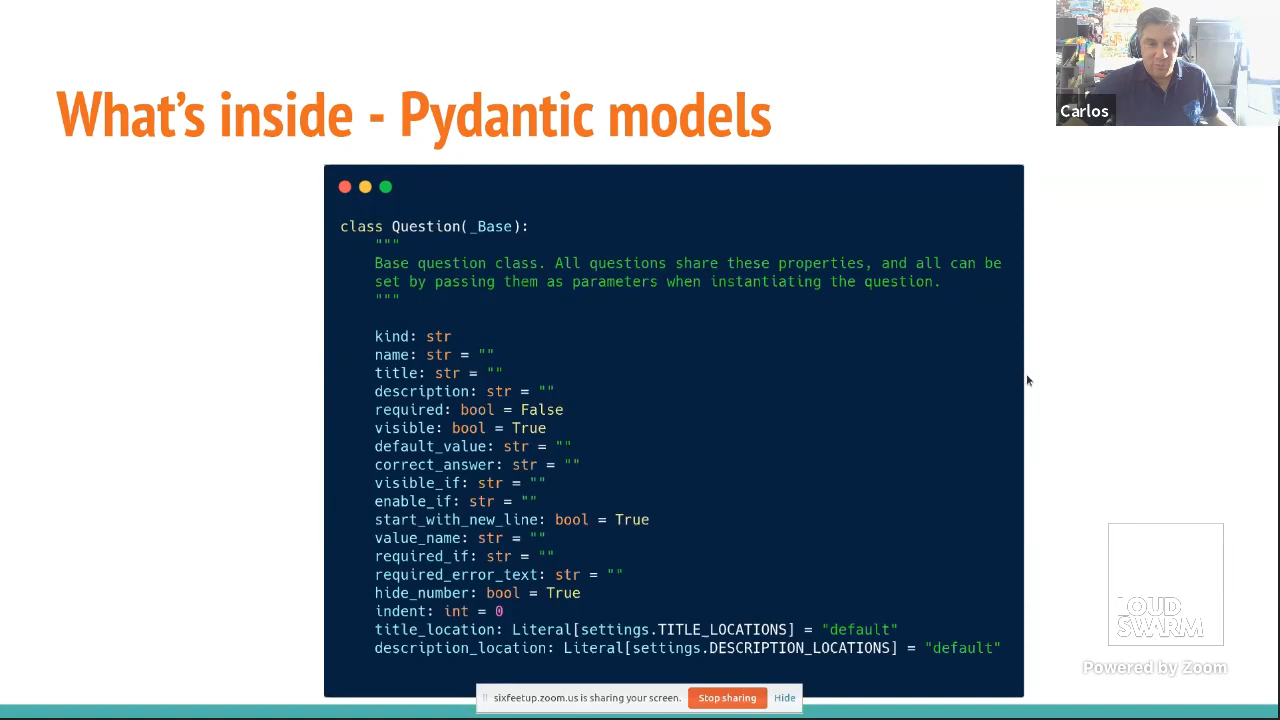 What's inside - Pydantic models
Carlos
class Question(_Base):
"""
Base question class. All questions share these properties, and all can be
set by passing them as parameters when instantiating the question.
"""
kind: str
name: str = ""
title: str = ""
description: str = ""
required: bool = False
visible: bool = True
default_value: str = ""
correct_answer: str = ""
visible_if: str = ""
enable_if: str = ""
start_with_new_line: bool = True
value_name: str = ""
required_if: str = ""
required_error_text: str = ""
hide_number: bool = True
indent: int = 0
title_location: Literal[settings.TITLE_LOCATIONS] = "default"
description_location: Literal[settings.DESCRIPTION_LOCATIONS] = "default"
LOUD
SWARM
Powered by Zoom
sixfeetup.zoom.us is sharing your screen. Stop sharing Hide